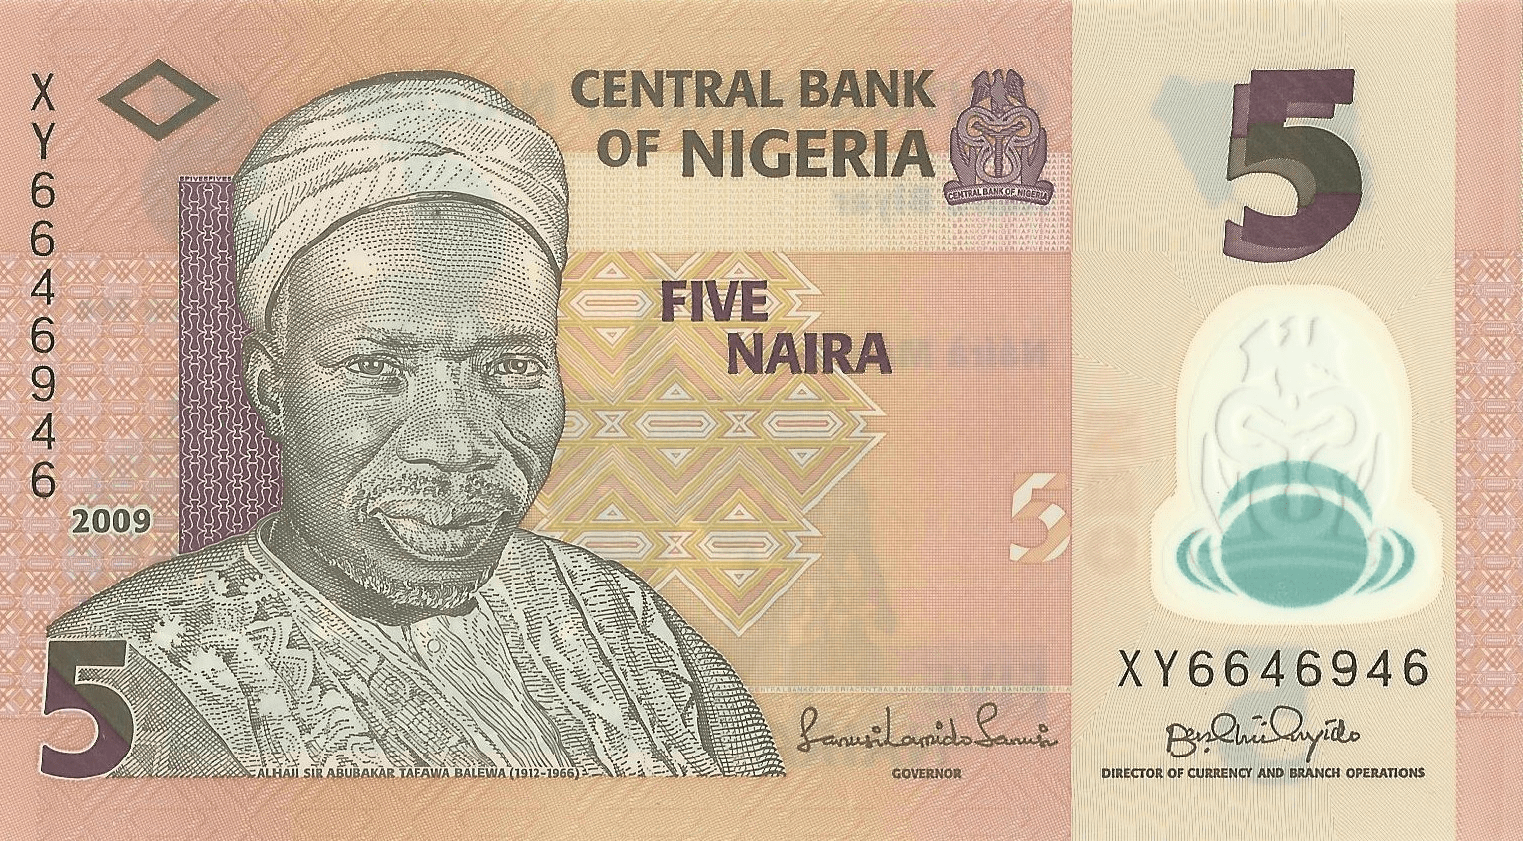 XY6646946
CENTRAL BANK
OF NIGERIA
CENTRAL BANK OF NIGERIA
5
FIVE
NAIRA
5
2009
5
XY6646946
Sanusi Lamido Sanusi
GOVERNOR
DIRECTOR OF CURRENCY AND BRANCH OPERATIONS
ALHAJI SIR ABUBAKAR TAFAWA BALEWA (1912-1966)